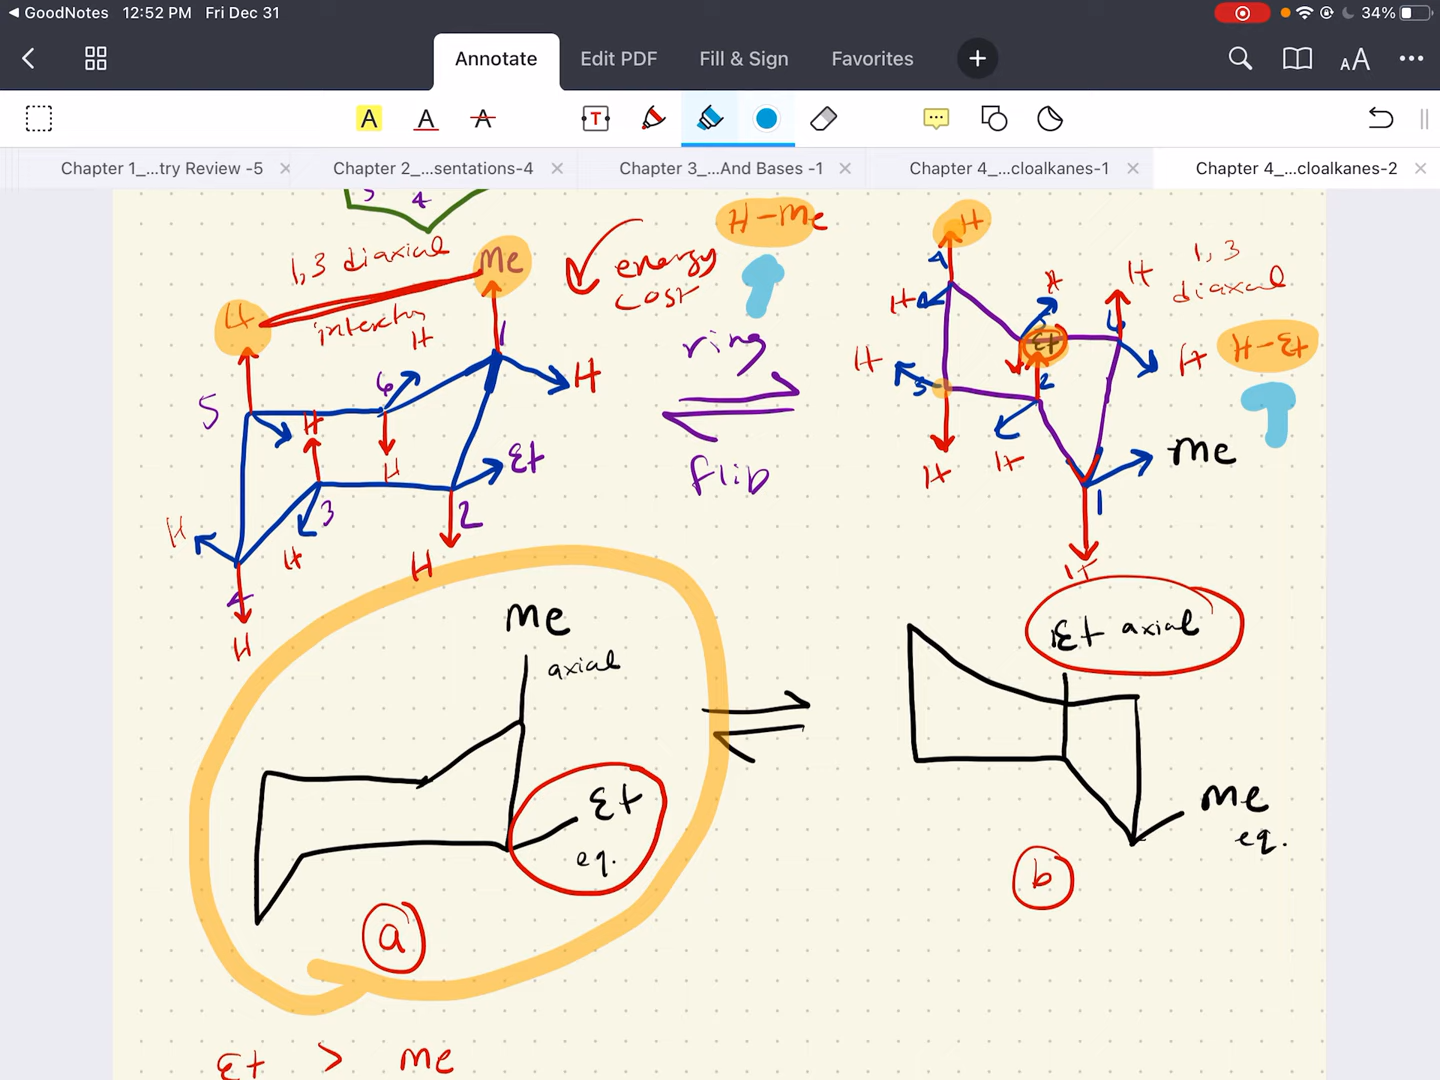 GoodNotes 12:52 PM Fri Dec 31 34%
Annotate Edit PDF Fill & Sign Favorites
AA
A A A T
Chapter 1_...try Review -5 Chapter 2_...sentations-4 Chapter 3_...And Bases -1 Chapter 4_...cloalkanes-1 Chapter 4_...cloalkanes-2
4
1,3 diaxial
Me
H
energy
cost
H-Me
H
H
H
1,3
diaxial
H
Et
H
H
H-Et
H
1
H
5
6
H
H
Et
2
3
H
H
H
4
H
ring
flip
2
H
H
Me
1
H
Me
axial
Et
eq.
a
Et axial
Me
eq.
b
Et > Me